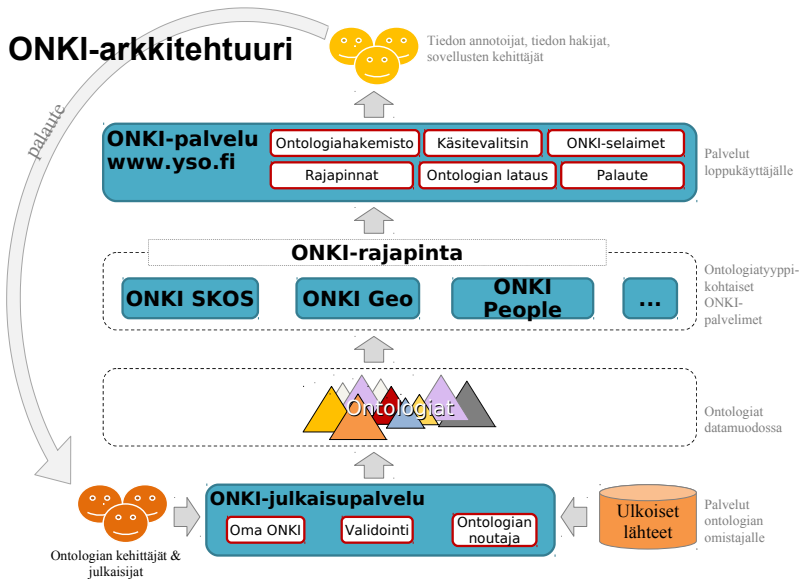 ONKI-arkkitehtuuri
Tiedon annotoijat, tiedon hakijat,
sovellusten kehittäjät
palaute
ONKI-palvelu
www.yso.fi
Ontologiahakemisto
Käsitevalitsin
ONKI-selaimet
Rajapinnat
Ontologian lataus
Palaute
Palvelut
loppukäyttäjälle
ONKI-rajapinta
ONKI SKOS
ONKI Geo
ONKI
People
...
Ontologiatyyppi-
kohtaiset
ONKI-
palvelimet
Ontologiat
Ontologiat
datamuodossa
ONKI-julkaisupalvelu
Oma ONKI
Validointi
Ontologian
noutaja
Ulkoiset
lähteet
Palvelut
ontologian
omistajalle
Ontologian kehittäjät &
julkaisijat